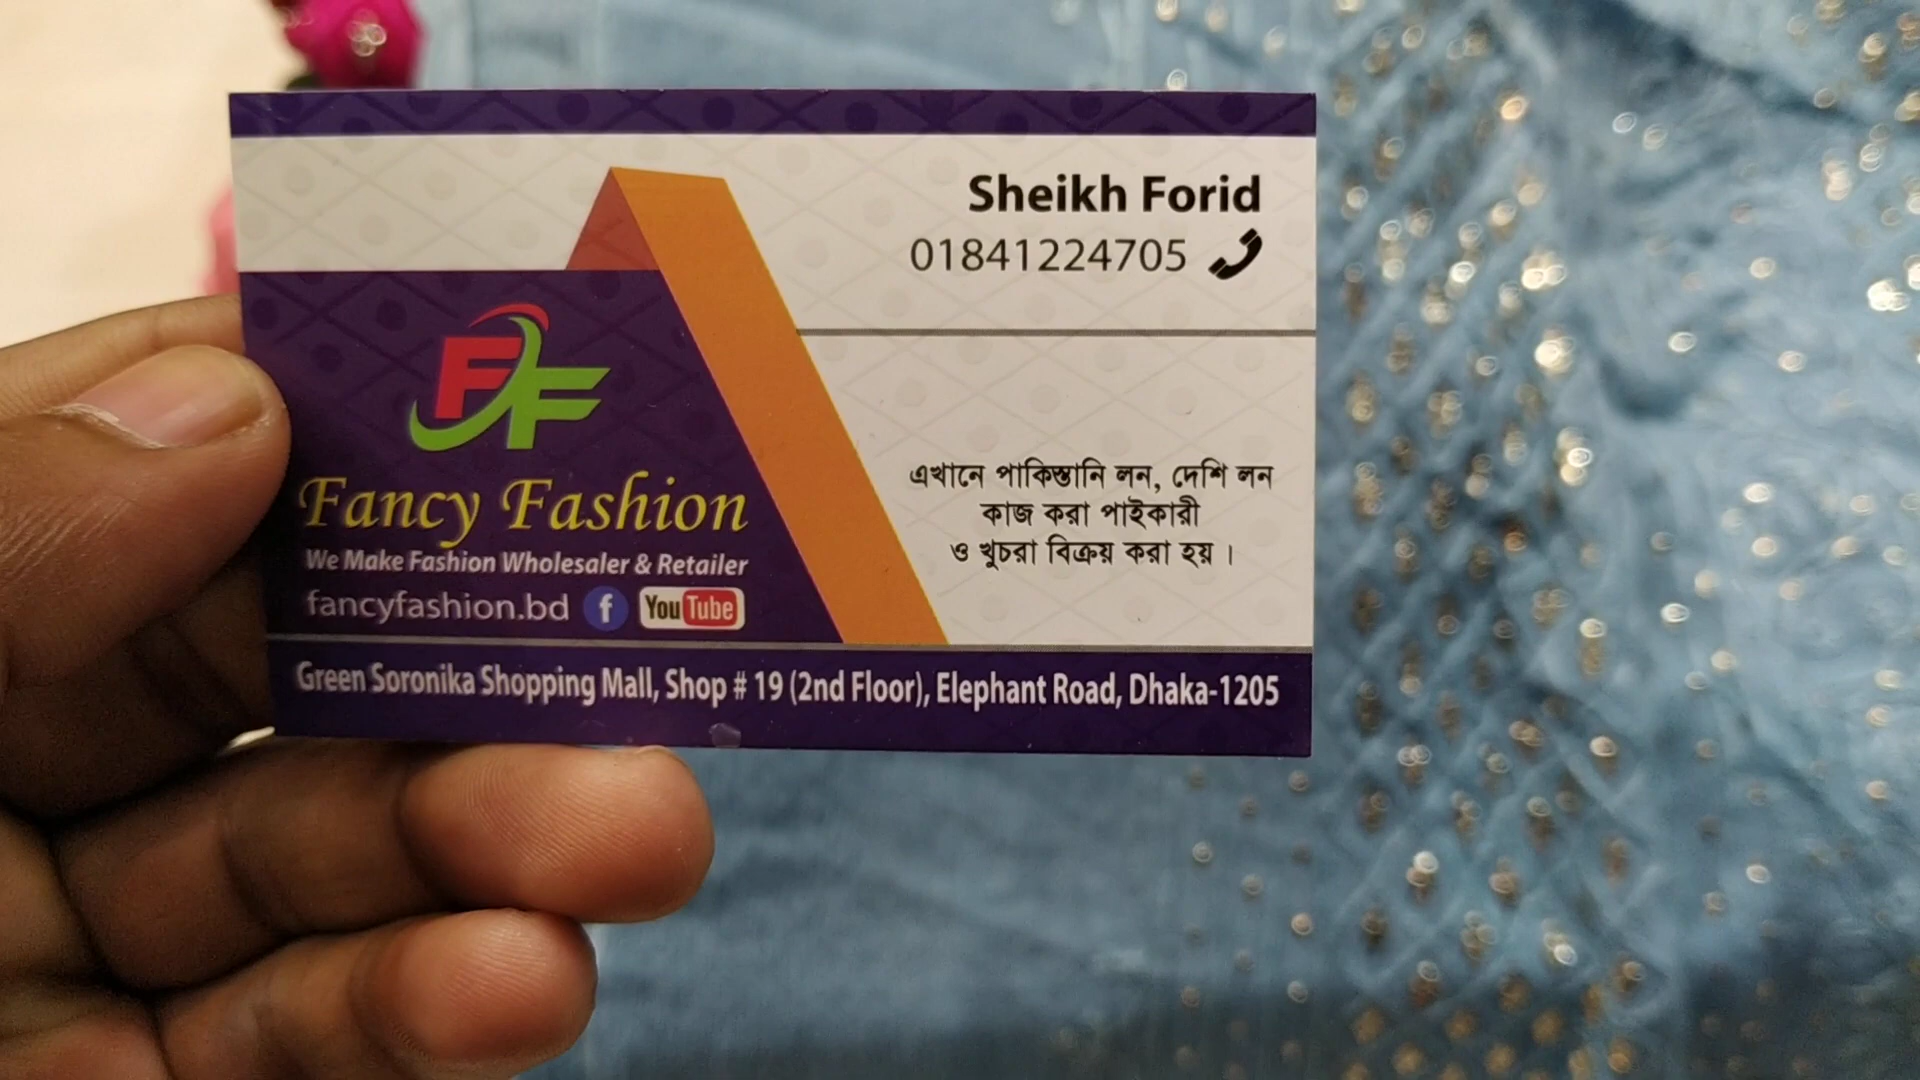 Sheikh Forid
01841224705
FF
Fancy Fashion
We Make Fashion Wholesaler & Retailer
fancyfashion.bd f YouTube
এখানে পাকিস্তানি লন, দেশি লন
কাজ করা পাইকারী
ও খুচরা বিক্রয় করা হয় ।
Green Soronika Shopping Mall, Shop # 19 (2nd Floor), Elephant Road, Dhaka-1205